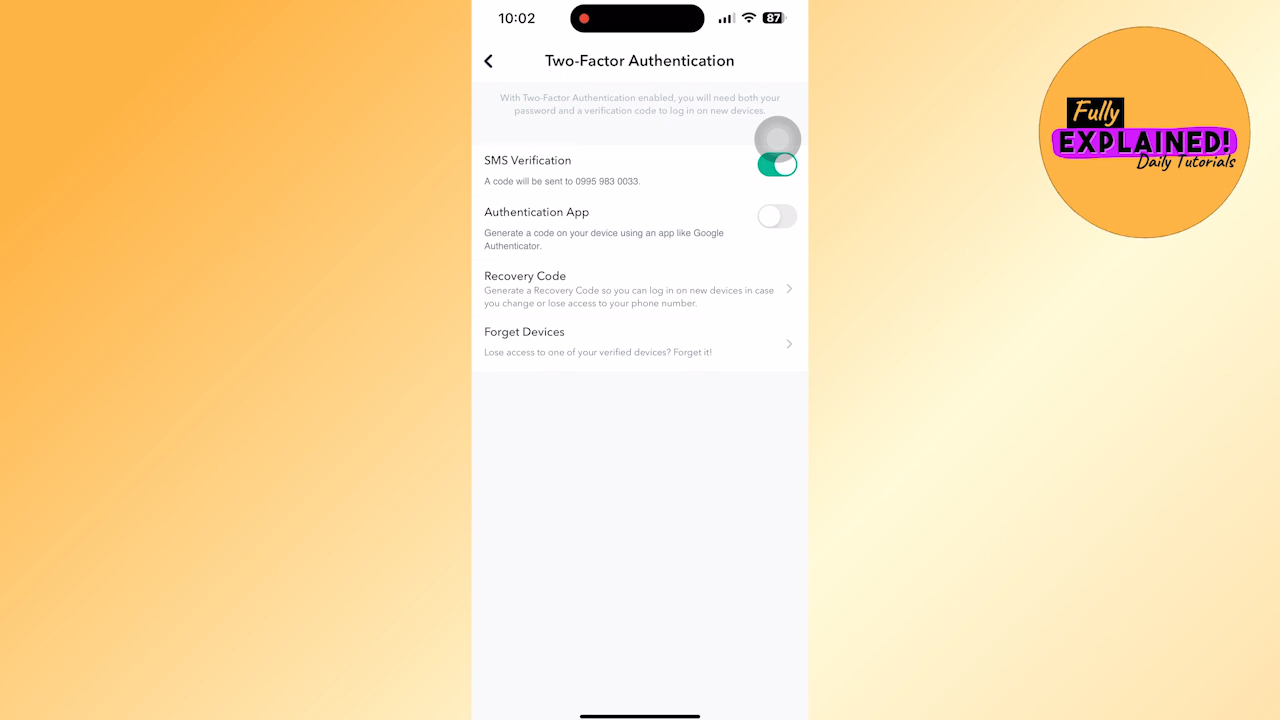 10:02
87
Two-Factor Authentication
With Two-Factor Authentication enabled, you will need both your
password and a verification code to log in on new devices.
SMS Verification
A code will be sent to 0995 983 0033.
Authentication App
Generate a code on your device using an app like Google
Authenticator.
Recovery Code
Generate a Recovery Code so you can log in on new devices in case
you change or lose access to your phone number.
Forget Devices
Lose access to one of your verified devices? Forget it!
Fully
EXPLAINED!
Daily Tutorials